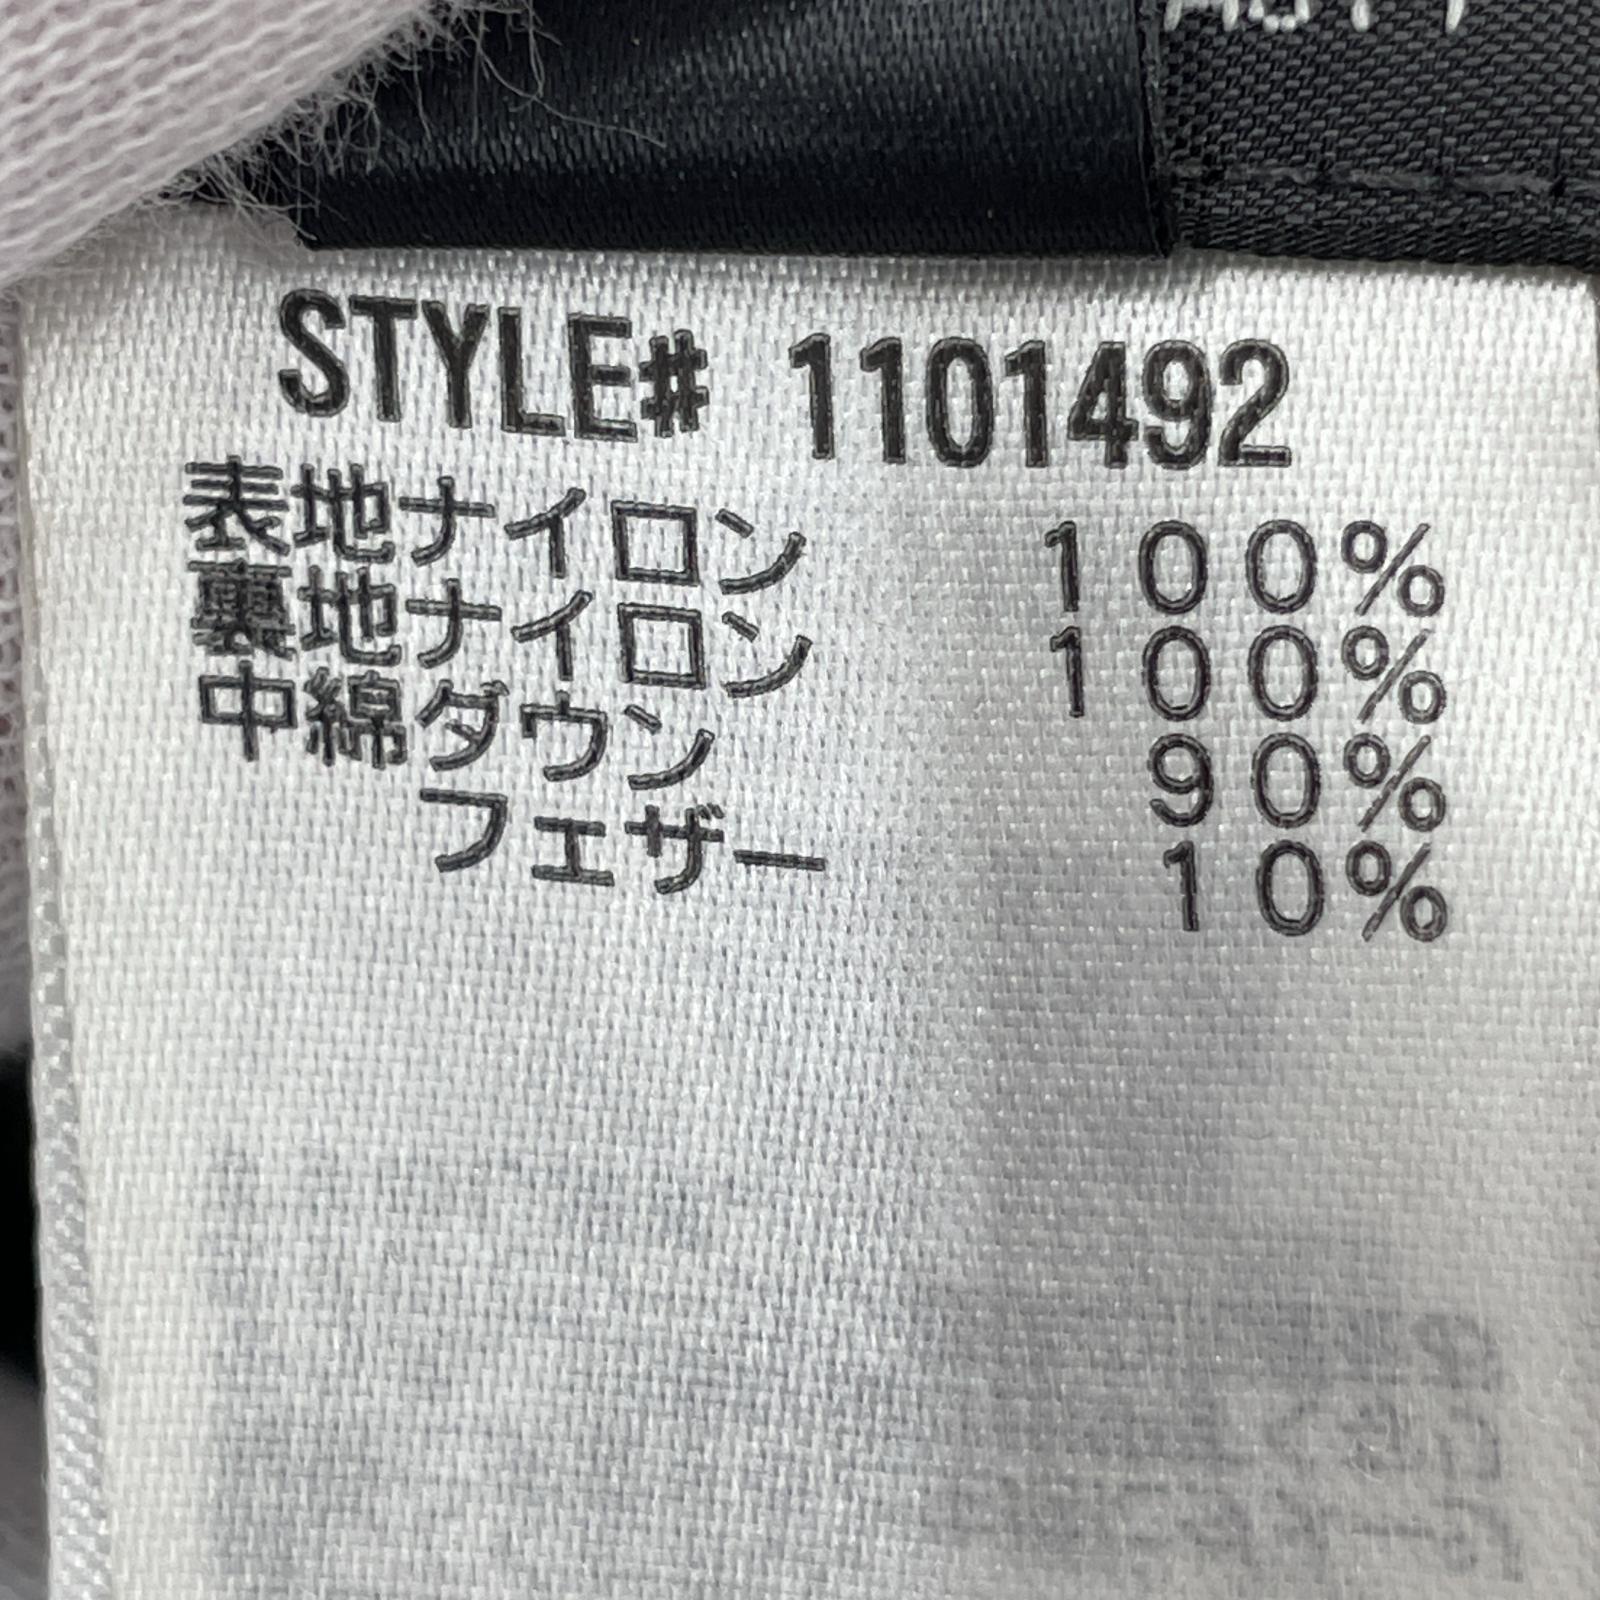 STYLE# 1101492
表地ナイロン 100%
裏地ナイロン 100%
中綿ダウン 90%
フェザー 10%